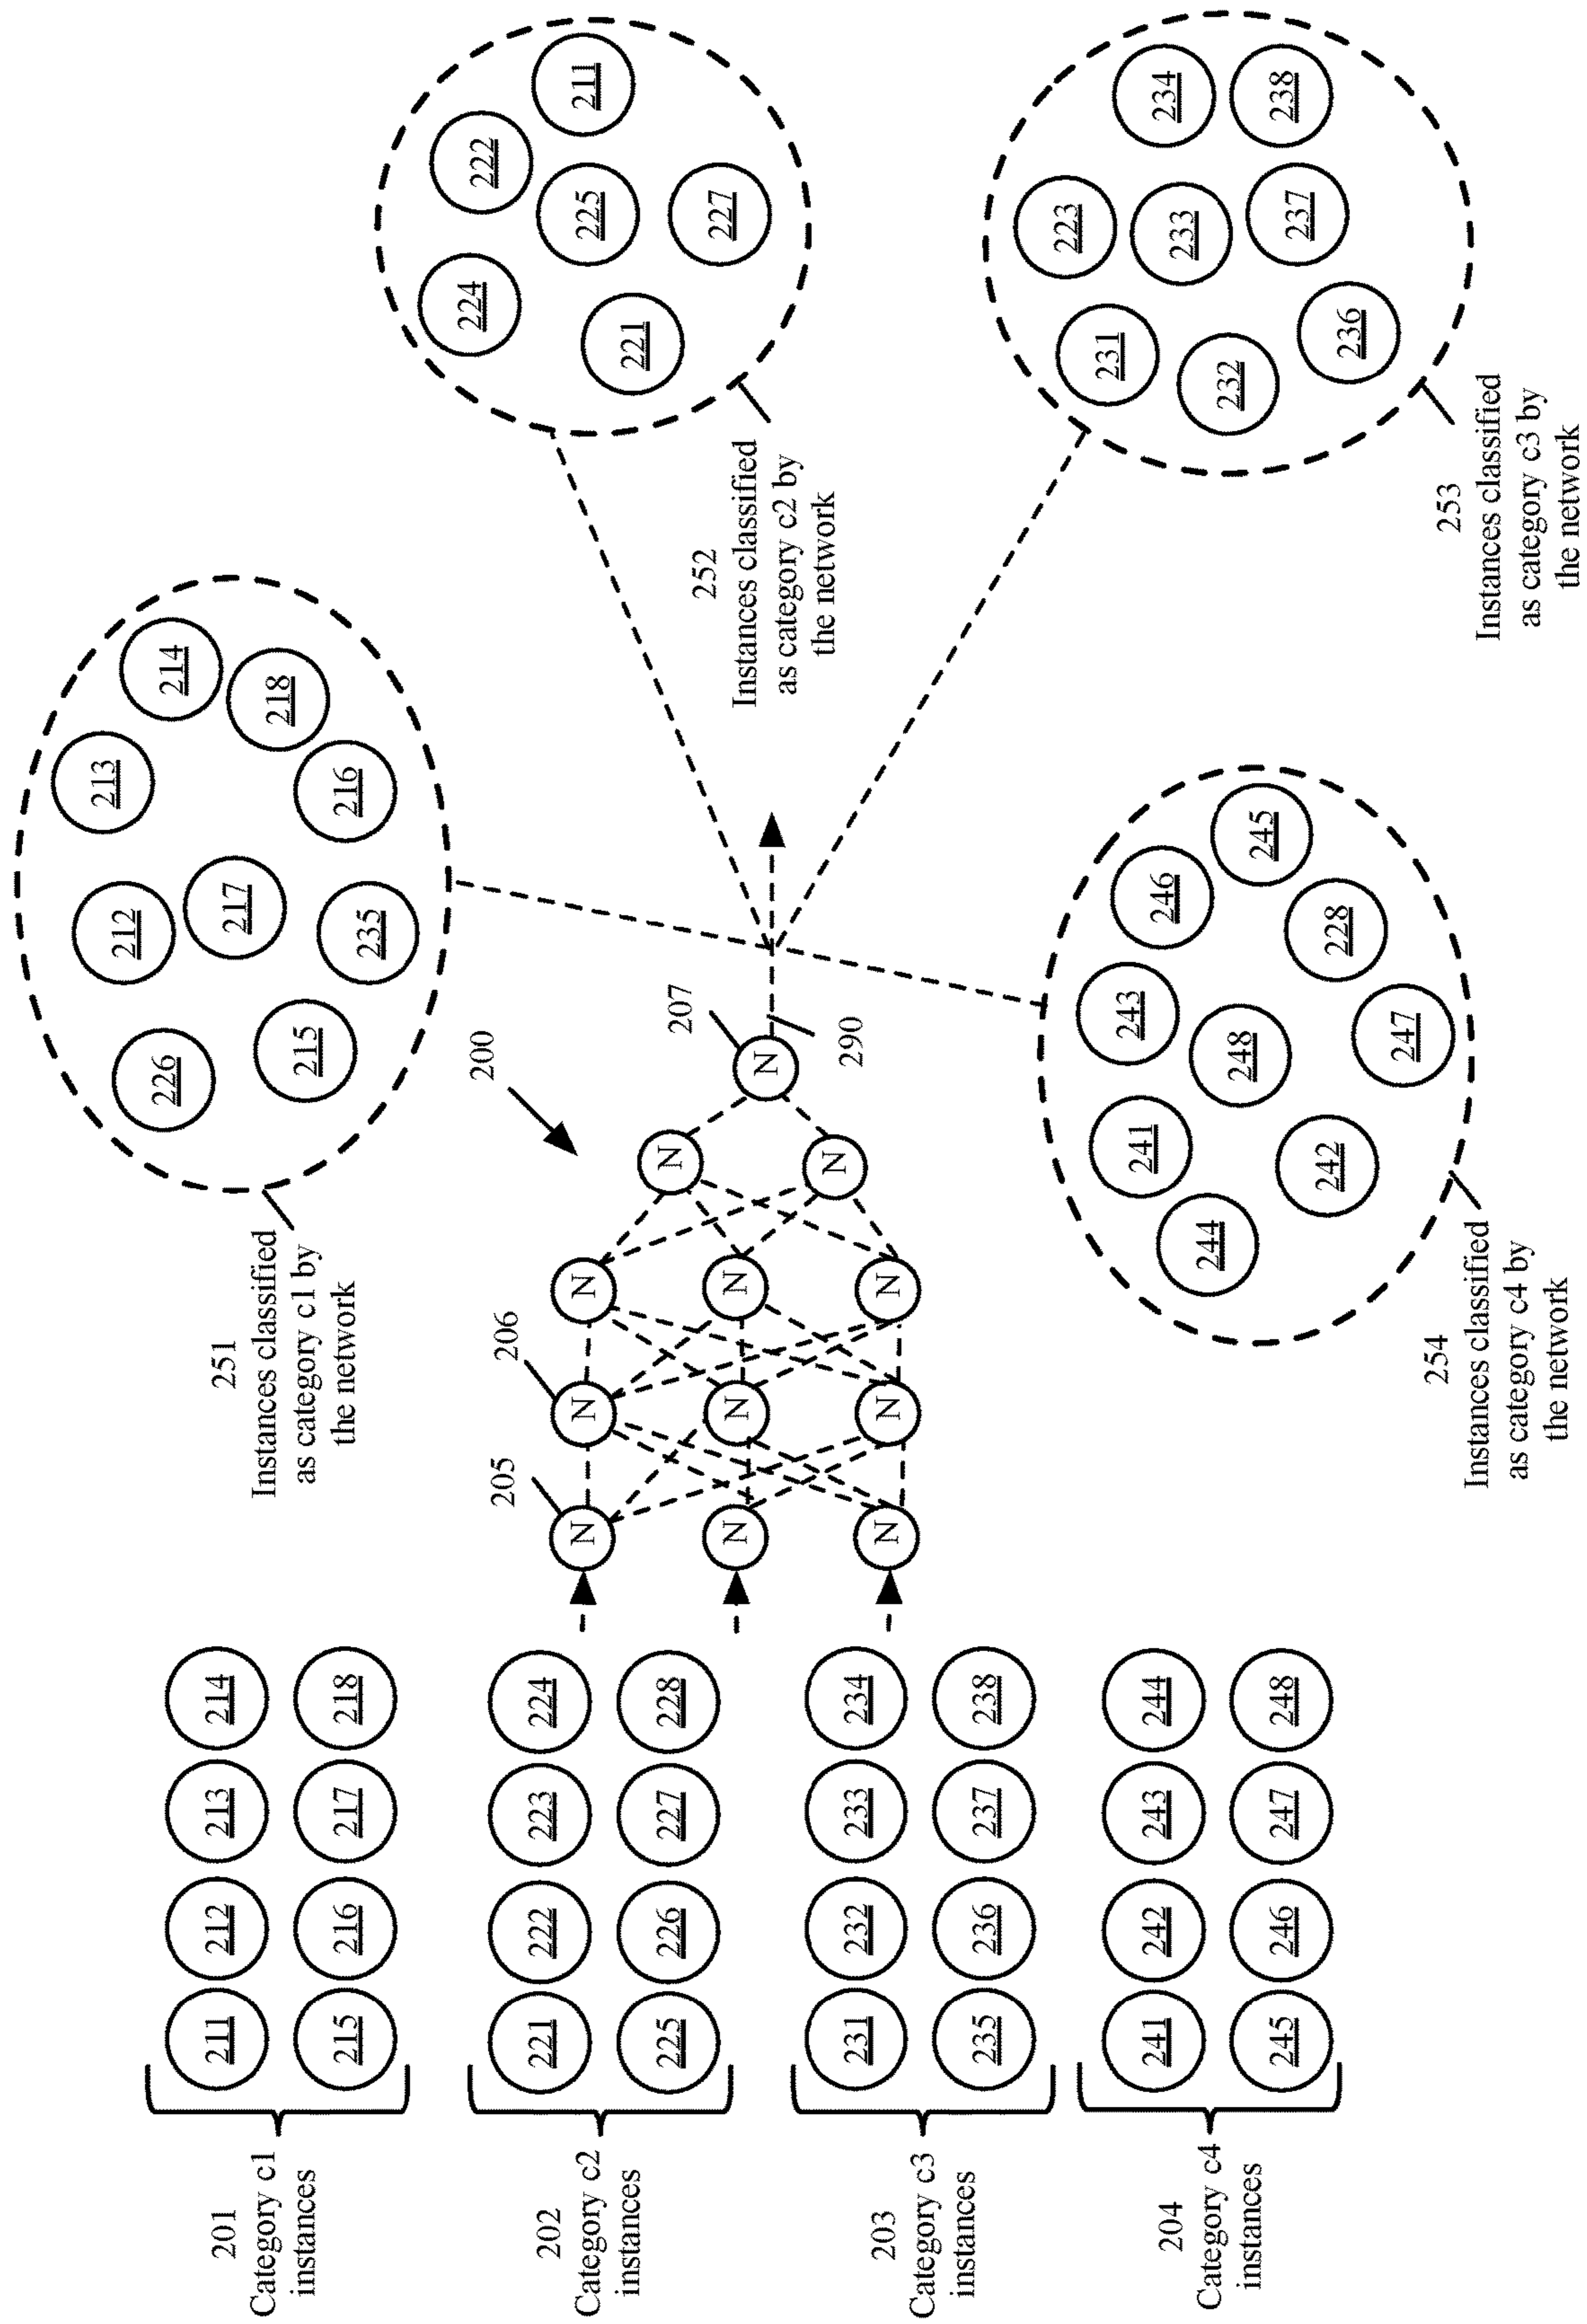 201
Category c1
instances
211
212
213
214
215
216
217
218
202
Category c2
instances
221
222
223
224
225
226
227
228
203
Category c3
instances
231
232
233
234
235
236
237
238
204
Category c4
instances
241
242
243
244
245
246
247
248
200
205
206
207
290
N
N
N
N
N
N
N
N
N
N
N
N
251
Instances classified
as category c1 by
the network
226
212
213
214
217
218
215
235
216
252
Instances classified
as category c2 by
the network
224
222
211
225
221
227
253
Instances classified
as category c3 by
the network
223
234
231
233
238
232
237
236
254
Instances classified
as category c4 by
the network
243
246
241
245
244
248
228
242
247